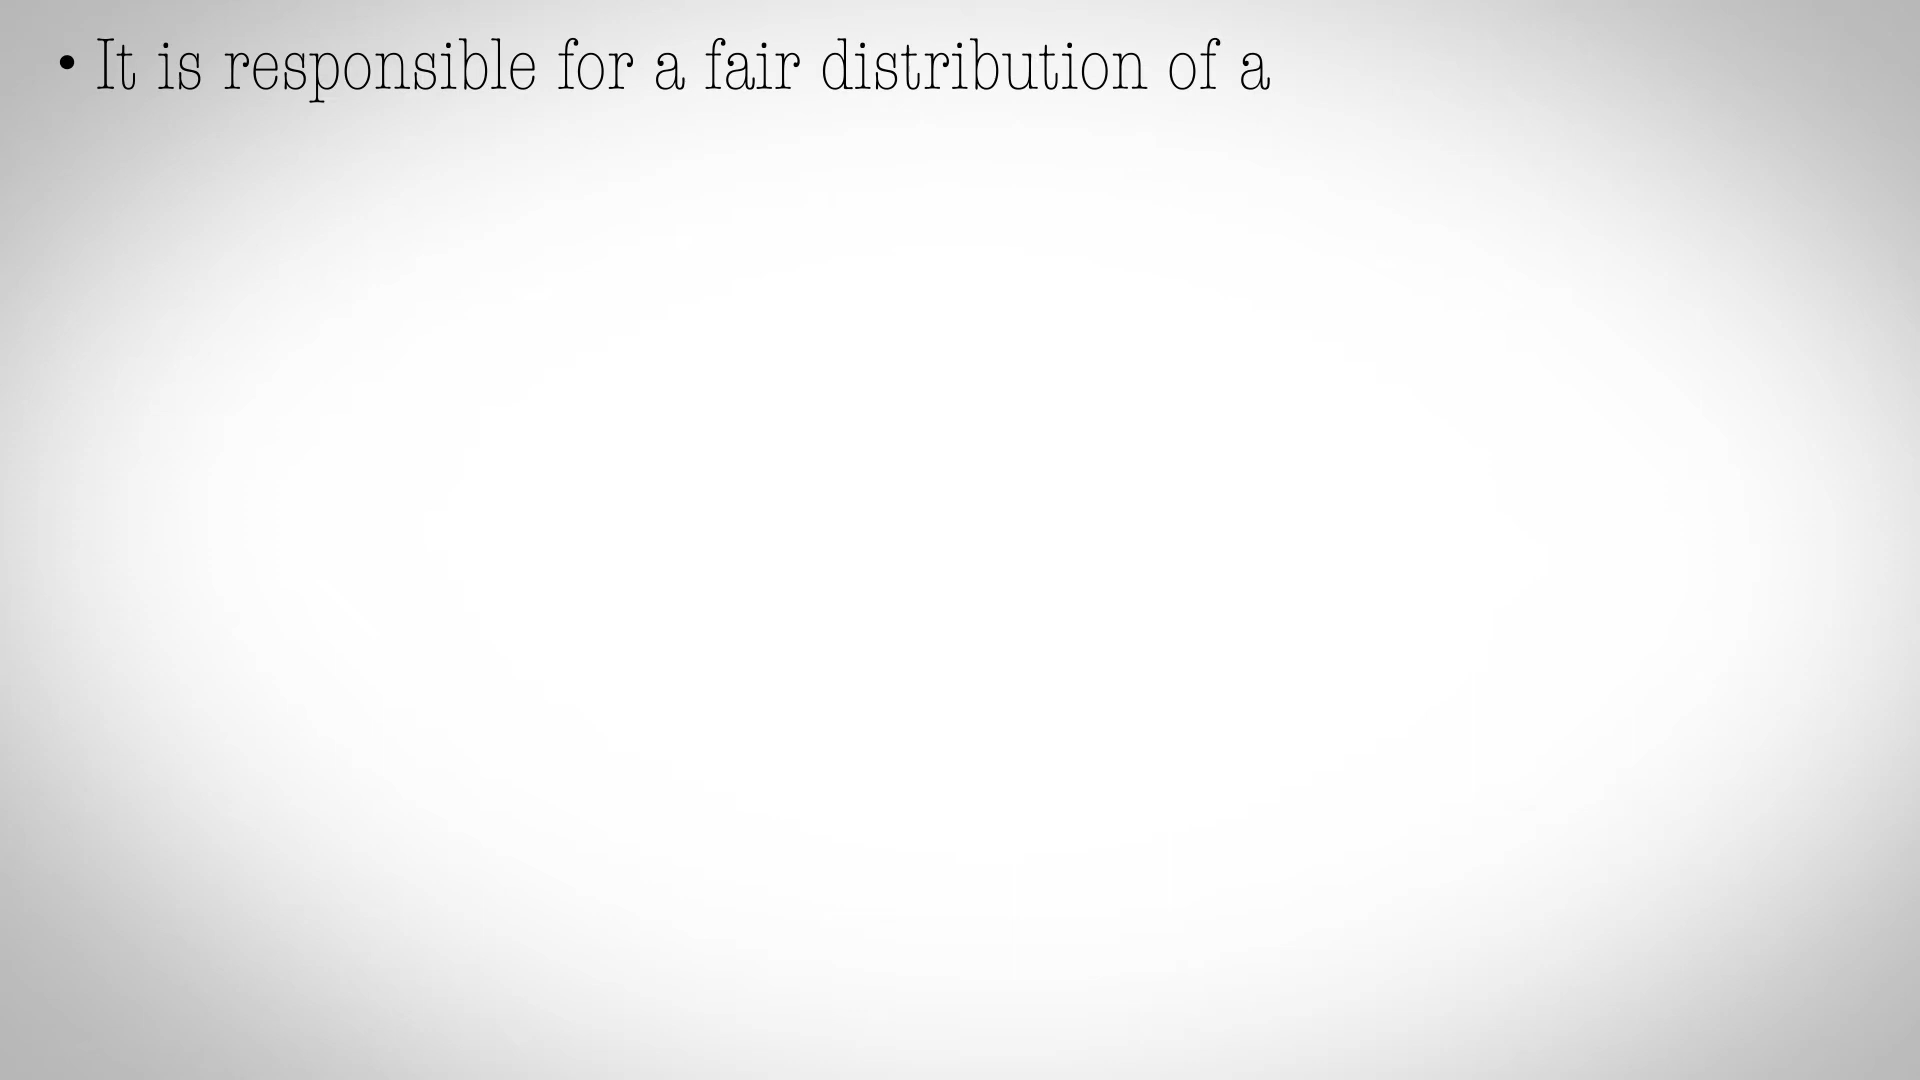 • It is responsible for a fair distribution of a